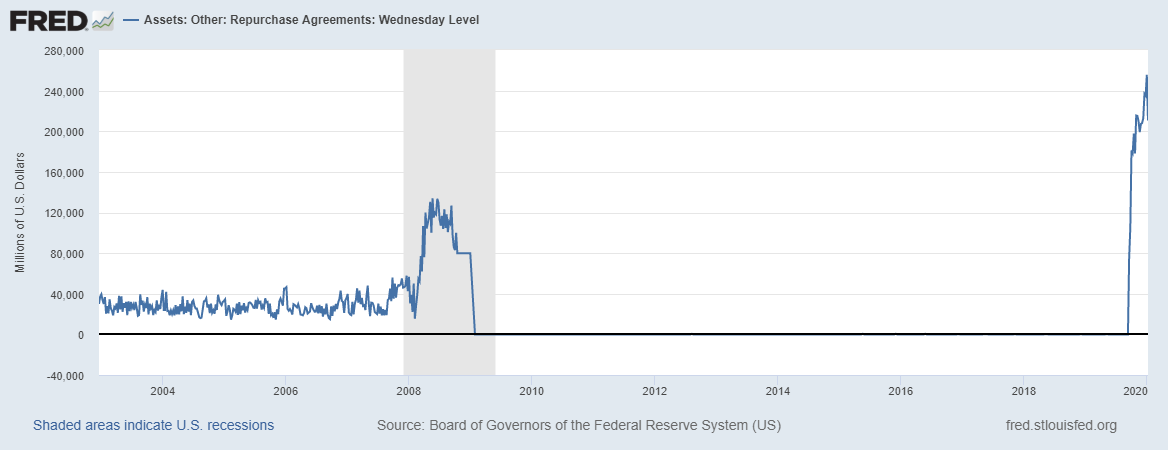 FRED
Assets: Other: Repurchase Agreements: Wednesday Level
280,000
240,000
200,000
160,000
120,000
80,000
40,000
0
-40,000
Millions of U.S. Dollars
2004 2006 2008 2010 2012 2014 2016 2018 2020
Shaded areas indicate U.S. recessions
Source: Board of Governors of the Federal Reserve System (US)
fred.stlouisfed.org